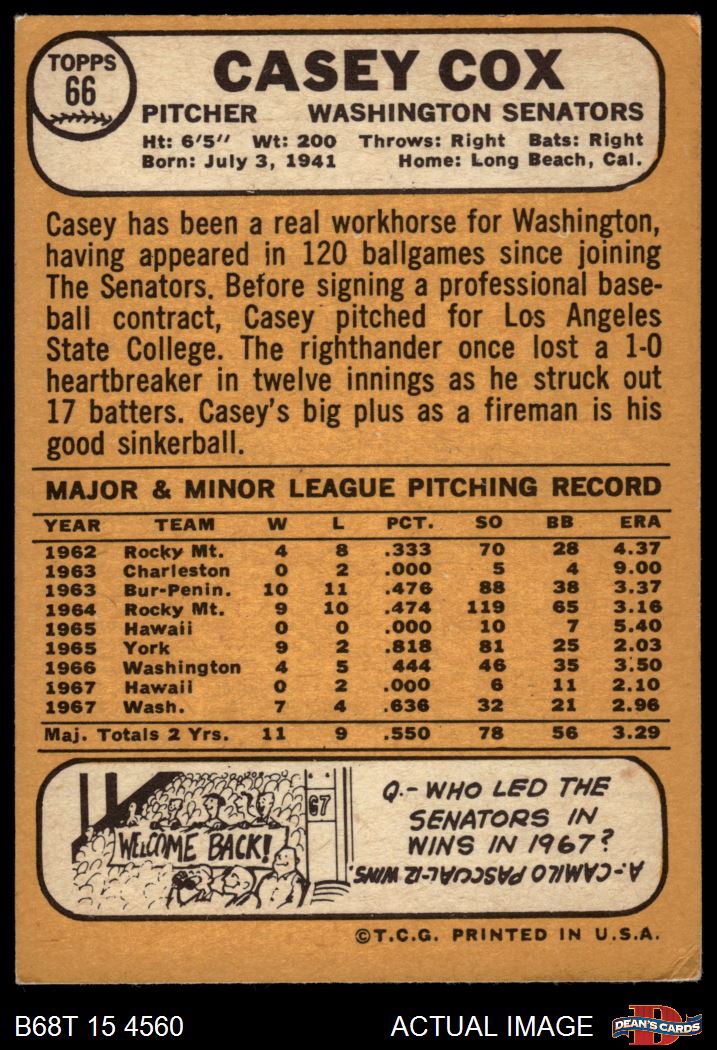 TOPPS
66
CASEY COX
PITCHER WASHINGTON SENATORS
Ht: 6'5" Wt: 200 Throws: Right Bats: Right
Born: July 3, 1941 Home: Long Beach, Cal.
Casey has been a real workhorse for Washington,
having appeared in 120 ballgames since joining
The Senators. Before signing a professional base-
ball contract, Casey pitched for Los Angeles
State College. The righthander once lost a 1-0
heartbreaker in twelve innings as he struck out
17 batters. Casey's big plus as a fireman is his
good sinkerball.
MAJOR & MINOR LEAGUE PITCHING RECORD
YEAR TEAM W L PCT. SO BB ERA
1962 Rocky Mt. 4 8 .333 70 28 4.37
1963 Charleston 0 2 .000 5 4 9.00
1963 Bur-Penin. 10 11 .476 88 38 3.37
1964 Rocky Mt. 9 10 .474 119 65 3.16
1965 Hawaii 0 0 .000 10 7 5.40
1965 York 9 2 .818 81 25 2.03
1966 Washington 4 5 .444 46 35 3.50
1967 Hawaii 0 2 .000 6 11 2.10
1967 Wash. 7 4 .636 32 21 2.96
Maj. Totals 2 Yrs. 11 9 .550 78 56 3.29
67
WELCOME BACK!
Q.- WHO LED THE
SENATORS IN
WINS IN 1967?
A-CAMILO PASCUAL-12 WINS.
©T.C.G. PRINTED IN U.S.A.
B68T 15 4560 ACTUAL IMAGE
D
DEAN'S CARDS